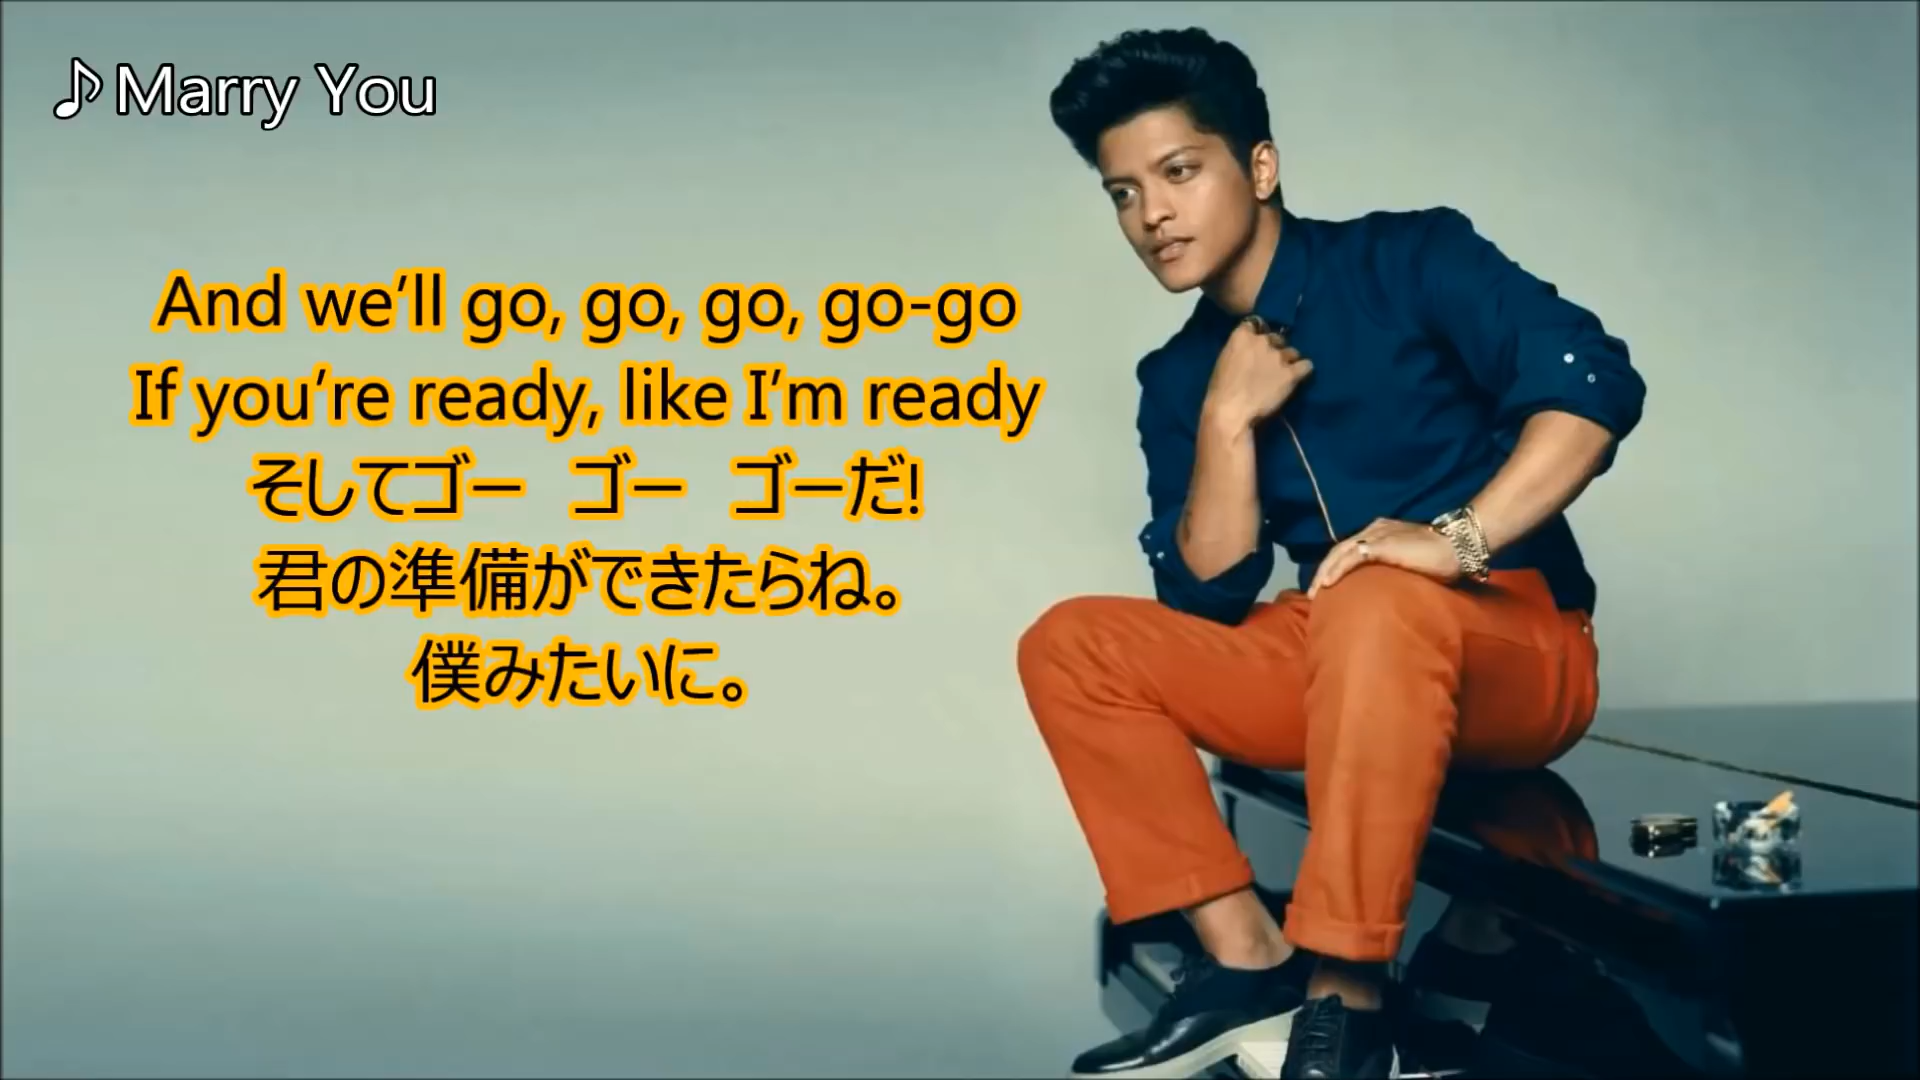 ♪Marry You
And we'll go, go, go, go-go
If you're ready, like I'm ready
そしてゴー　ゴー　ゴーだ!
君の準備ができたらね。
僕みたいに。